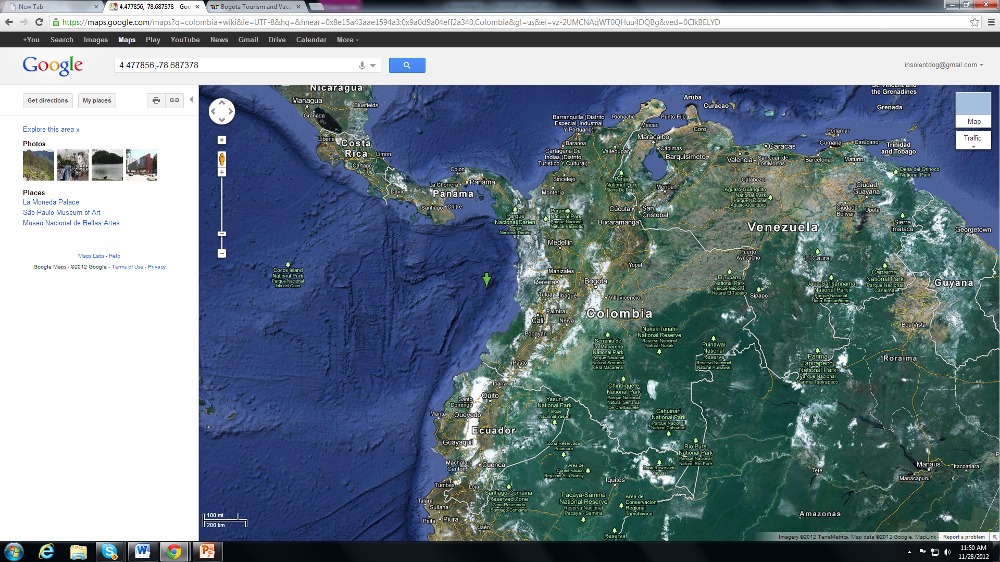 New Tab
4.477856,-78.687378 - Goo
Bogota Tourism and Vaca
https://maps.google.com/maps?q=colombia+wiki&ie=UTF-8&hq=&hnear=0x8e15a43aae1594a3:0x9a0d9a04eff2a340,Colombia&gl=us&ei=vz-2UMCNAqWT0QHuu4DQBg&ved=0CIkBELYD
+You Search Images Maps Play YouTube News Gmail Drive Calendar More
Google
4.477856,-78.687378
insolentdog@gmail.com
Get directions
My places
Explore this area »
Photos
Places
La Moneda Palace
São Paulo Museum of Art
Museo Nacional de Bellas Artes
Maps Labs - Help
Google Maps - ©2012 Google - Terms of Use - Privacy
Nicaragua
Managua
Bluefields
Granada
Liberia
Costa
Rica
Limon
Cartago
David
Colon
La Chorrera
Panama
Panama
Santiago
Chitre
Parque
Nacional Darien
Parque
Nacional Darién
Cocos Island
National Park
Parque Nacional
Isla del Coco
Aruba
Curacao
St. Vincent and
the Grenadines
Grenada
Map
Traffic
Barranquilla (Distrito
Especial, Industrial
Y Portuario)
Riohacha
Maicao
Punto Fijo
Coro
Baranoa
Maracaibo
Cabimas
Cartagena De
Indias (Distrito
Turistico Y Cultural)
Valledupar
Barquisimeto
Valencia
Caracas
San Juan de
Los Morros
Barcelona
Cumaná
Porlamar
Carupano
Maturin
Trinidad
and Tobago
Delta del Orinoco
National Park
Sincelejo
Perija
National Park
Sierra De Perijá
Monteria
Merida
Calabozo
Aguaro-Guariquito
National Park
Parque Nacional
Aguaro-Guariquito
Ciudad
Guayana
Ciudad
Bolivar
Upata
Cúcuta
San
Cristobal
Paramillo
National Park
Parque Nacional
Natural Paramillo
Bucaramanga
Venezuela
Sierra
Imataca
Georgetown
Medellin
Puerto
Ayacucho
El Caura
Yopal
Manizales
Pereira
Bogota
Tulua
Ibagué
Villavicencio
El Tuparro
National Park
Parque Nacional
Natural El Tuparro
Sipapo
Jaua-Sarisarinama
National Park
Parque Nacional
Jaua-Sarisariñama
Canaima
National Park
Parque Nacional
Canaima
Guyana
Palmira
Cali
Neiva
Colombia
Popayán
Boa Vista
Nukak Tunahi
National Reserve
Reserva Nacional
Natural Nukak
Serrania de
La Macarena
National Park
Parque Nacional
Natural Serrania
de la Macarena
Puinawai
National
Reserve
Reserva Nacional
Natural Puinawai
Parima
Tapirapecó
National Park
Parque Nacional
Parima Tapirapecó
Roraima
Pasto
Ibarra
Quito
Santo
Domingo
Manta
Quevedo
Ecuador
Guayaquil
Chiribiquete
National Park
Parque Nacional
Natural Serrania
De Chiribiquete
Yasuni
National Park
Parque
Nacional Yasuni
Cahuinari
National Park
Parque Nacional
Natural Cahuinari
Zona Reservada
Pucacuro
Rio Pure
National Park
Parque Nacional
Natural Río Puré
Machala
Canton
Cuenca
Area de
Conservacion
Regional Alto Nanay
Zona Reservada
Yaguas
Tefé
Manaus
Itacoatiara
Manacapuru
Iquitos
Tumbes
Loja
Santiago-Comaina
Reserved Zone
Zona Reservada
Santiago-Comaina
Pacaya-Samiria
National Reserve
Reserva Nacional
Pacaya - Samiria
Area de
Conservacion
Regional
Tamshiyacu
Talara
Sullana
Paita
Piura
Jaén
Reserva
Amazonas
100 mi
200 km
Imagery ©2012 TerraMetrics, Map data ©2012 Google, MapLink -
Report a problem
9
11:50 AM
11/28/2012